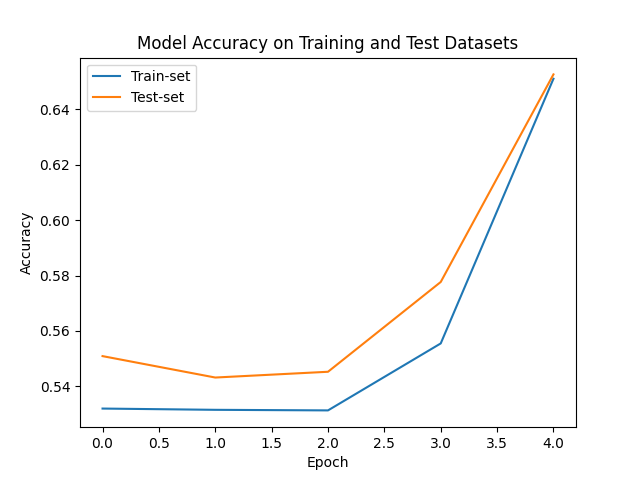 Model Accuracy on Training and Test Datasets
Train-set
Test-set
Accuracy
0.64
0.62
0.60
0.58
0.56
0.54
0.0 0.5 1.0 1.5 2.0 2.5 3.0 3.5 4.0
Epoch